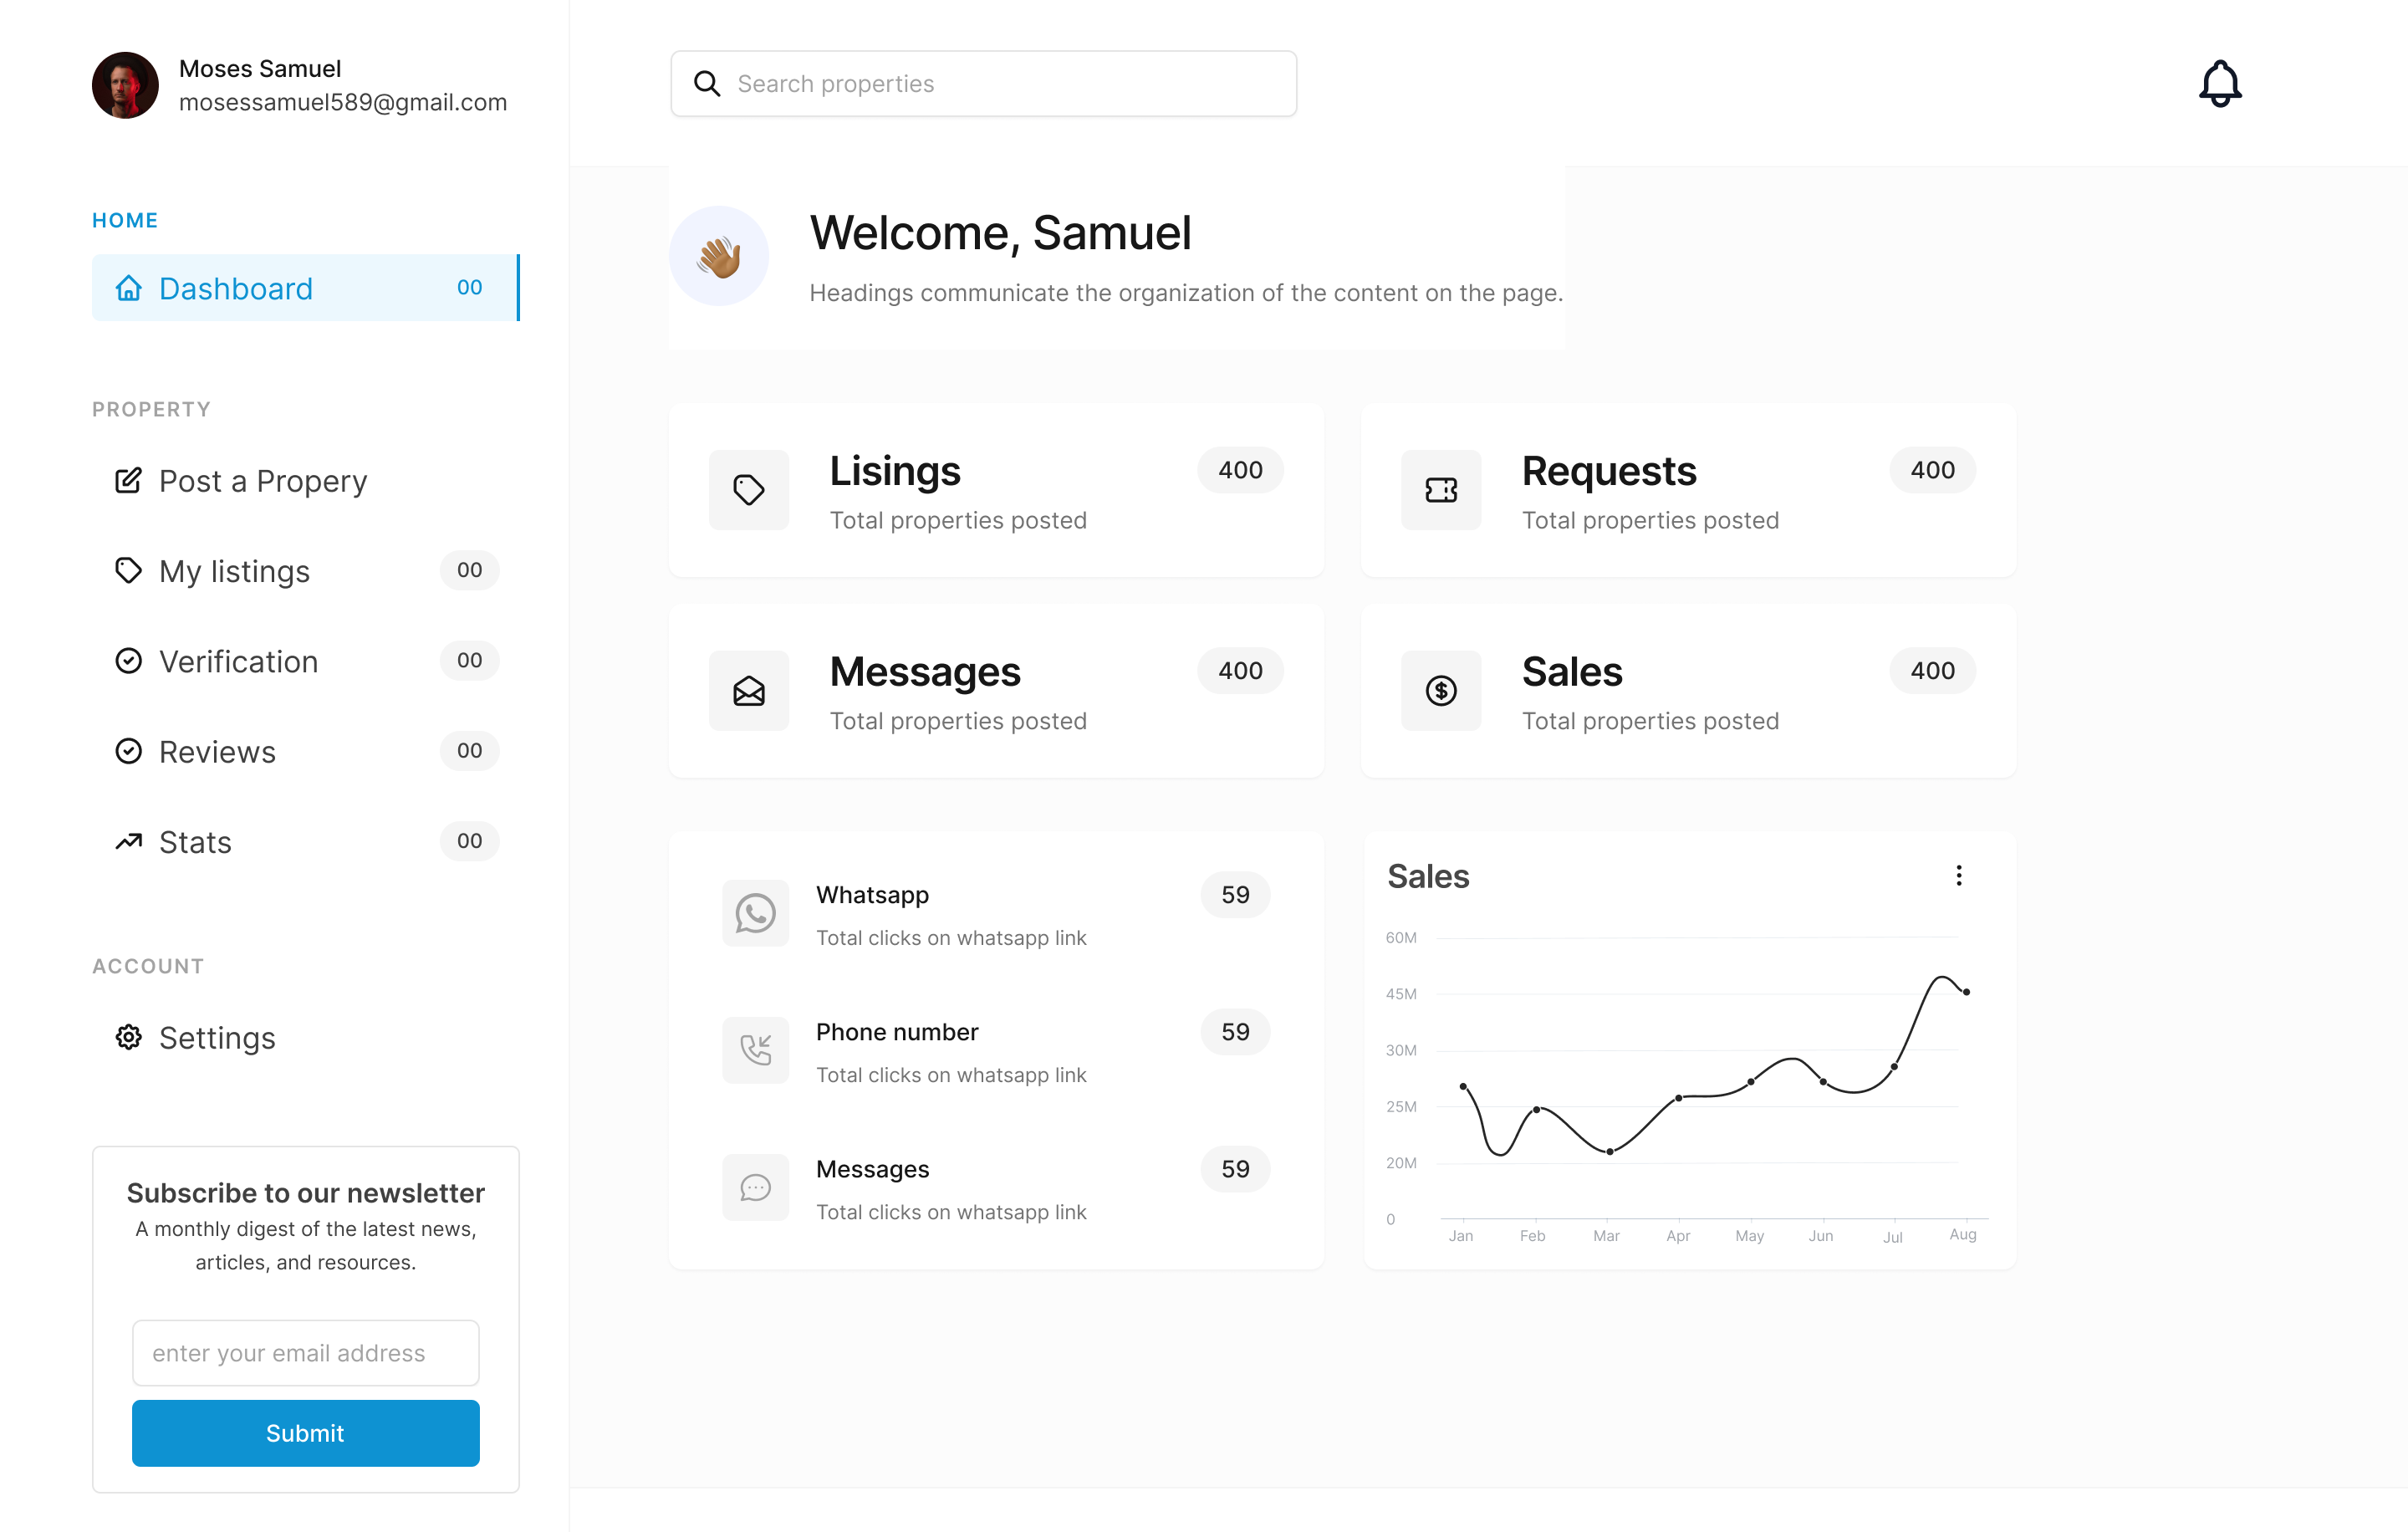 Moses Samuel
mosessamuel589@gmail.com
HOME
Dashboard 00
PROPERTY
Post a Propery
My listings 00
Verification 00
Reviews 00
Stats 00
ACCOUNT
Settings
Subscribe to our newsletter
A monthly digest of the latest news,
articles, and resources.
enter your email address
Submit
Search properties
Welcome, Samuel
Headings communicate the organization of the content on the page.
Lisings 400
Total properties posted
Requests 400
Total properties posted
Messages 400
Total properties posted
Sales 400
Total properties posted
Whatsapp 59
Total clicks on whatsapp link
Phone number 59
Total clicks on whatsapp link
Messages 59
Total clicks on whatsapp link
Sales
60M
45M
30M
25M
20M
0
Jan Feb Mar Apr May Jun Jul Aug